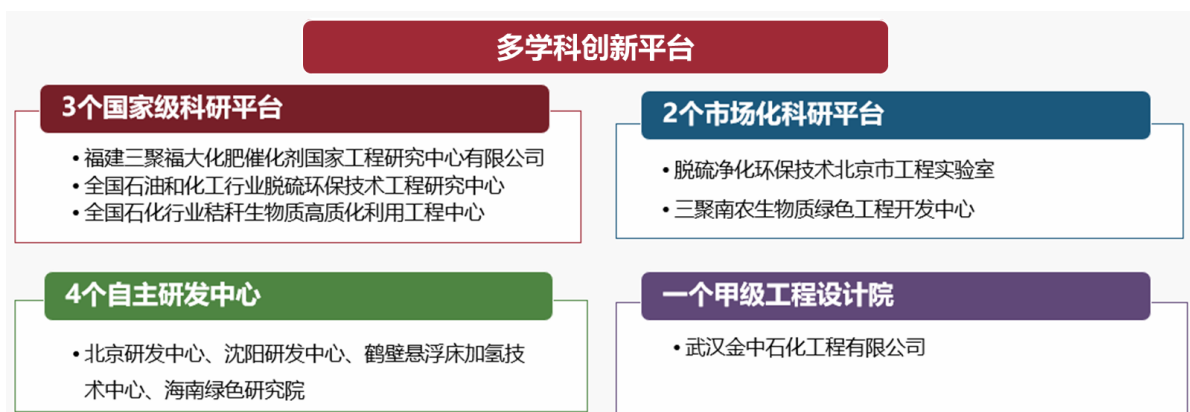 多学科创新平台
3个国家级科研平台
• 福建三聚福大化肥催化剂国家工程研究中心有限公司
• 全国石油和化工行业脱硫环保技术工程研究中心
• 全国石化行业秸秆生物质高质化利用工程中心
2个市场化科研平台
• 脱硫净化环保技术北京市工程实验室
• 三聚南农生物质绿色工程开发中心
4个自主研发中心
• 北京研发中心、沈阳研发中心、鹤壁悬浮床加氢技
术中心、海南绿色研究院
一个甲级工程设计院
• 武汉金中石化工程有限公司